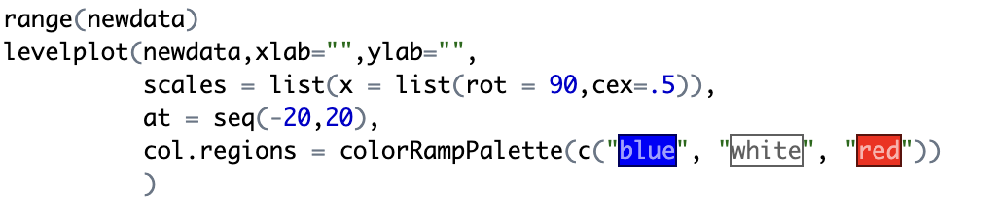 range(newdata)
levelplot(newdata,xlab="",ylab="",
scales = list(x = list(rot = 90,cex=.5)),
at = seq(-20,20),
col.regions = colorRampPalette(c("blue", "white", "red"))
)